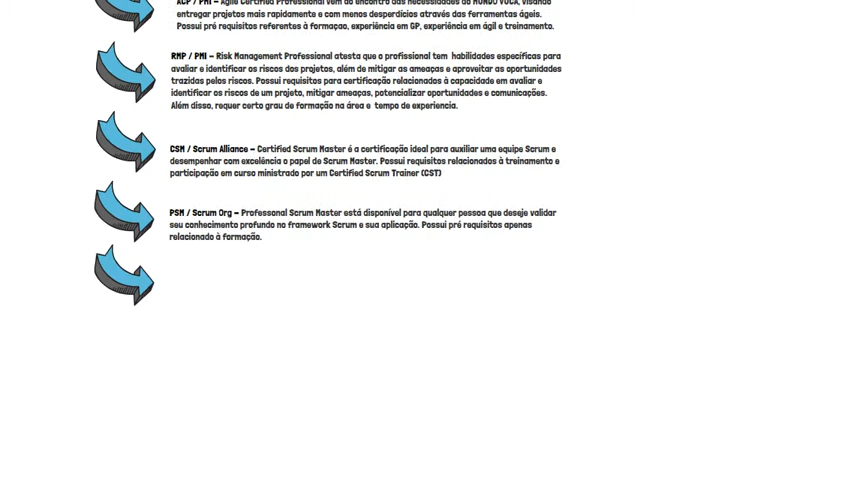 ACP / PMI – Agile Certified Professional vem ao encontro das necessidades do MUNDO VUCA, visando
entregar projetos mais rapidamente e com menos desperdícios através das ferramentas ágeis.
Possui pré requisitos referentes à formaçao, experiência em GP, experiência em ágil e treinamento.
RMP / PMI – Risk Management Professional atesta que o profissional tem habilidades específicas para
avaliar e identificar os riscos dos projetos, além de mitigar as ameaças e aproveitar as oportunidades
trazidas pelos riscos. Possui requisitos para certificação relacionados à capacidade em avaliar e
identificar os riscos de um projeto, mitigar ameaças, potencializar oportunidades e comunicações.
Além disso, requer certo grau de formação na área e tempo de experiencia.
CSM / Scrum Alliance – Certified Scrum Master é a certificação ideal para auxiliar uma equipe Scrum e
desempenhar com excelência o papel de Scrum Master. Possui requisitos relacionados à treinamento e
participação em curso ministrado por um Certified Scrum Trainer (CST)
PSM / Scrum Org – Professonal Scrum Master está disponível para qualquer pessoa que deseje validar
seu conhecimento profundo no framework Scrum e sua aplicação. Possui pré requisitos apenas
relacionado à formação.